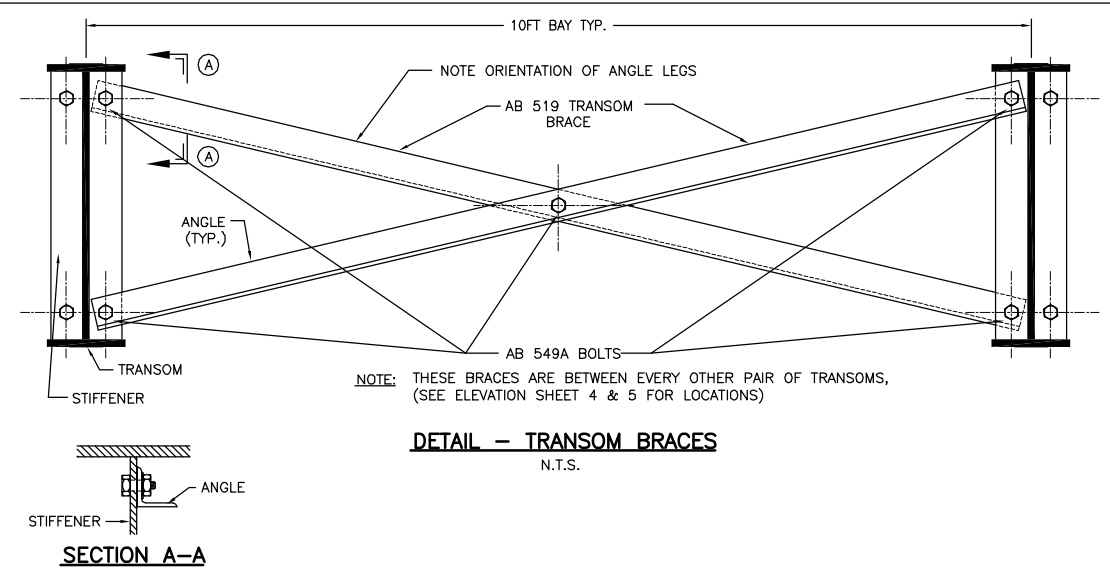 10FT BAY TYP.
A
NOTE ORIENTATION OF ANGLE LEGS
AB 519 TRANSOM
BRACE
A
ANGLE
(TYP.)
AB 549A BOLTS
TRANSOM
STIFFENER
NOTE: THESE BRACES ARE BETWEEN EVERY OTHER PAIR OF TRANSOMS,
(SEE ELEVATION SHEET 4 & 5 FOR LOCATIONS)
DETAIL – TRANSOM BRACES
N.T.S.
ANGLE
STIFFENER
SECTION A–A